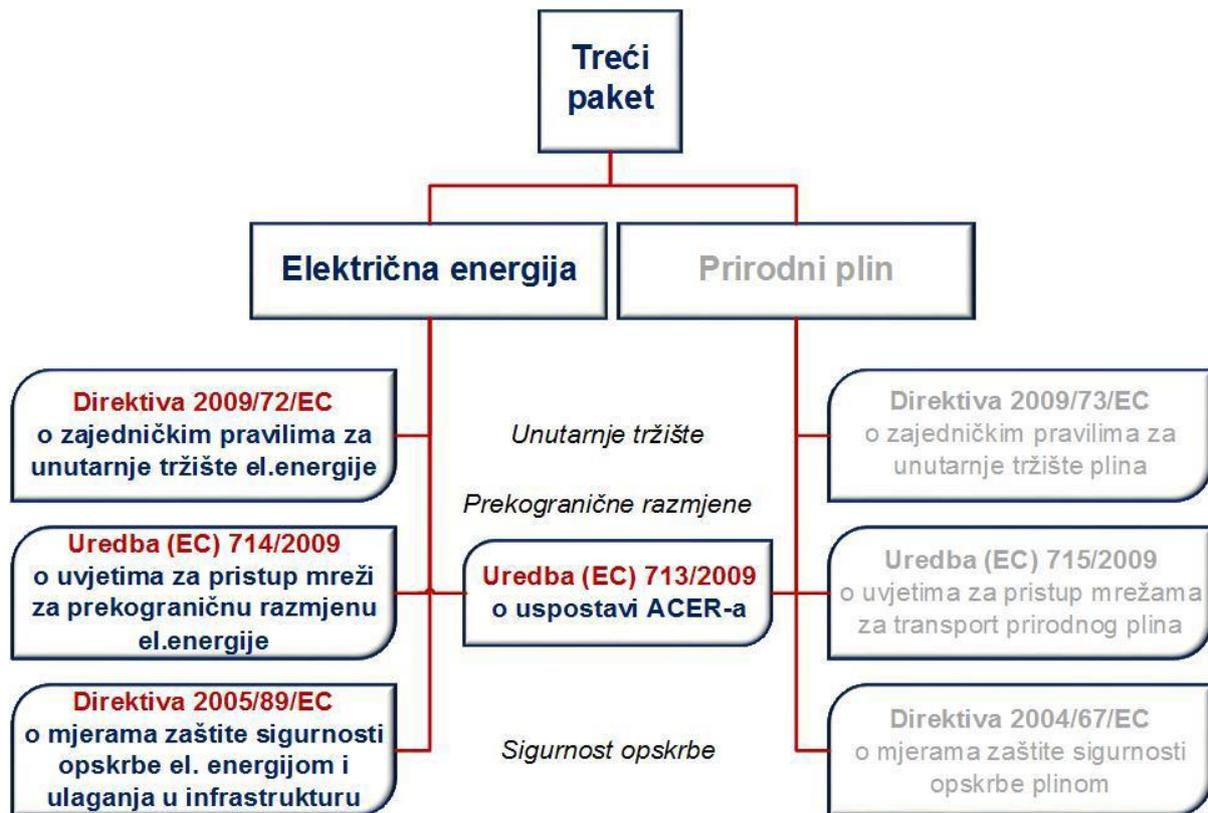 Treći
paket
Električna energija
Prirodni plin
Direktiva 2009/72/EC
o zajedničkim pravilima za
unutarnje tržište el.energije
Unutarnje tržište
Direktiva 2009/73/EC
o zajedničkim pravilima za
unutarnje tržište plina
Prekogranične razmjene
Uredba (EC) 714/2009
o uvjetima za pristup mreži
za prekograničnu razmjenu
el.energije
Uredba (EC) 713/2009
o uspostavi ACER-a
Uredba (EC) 715/2009
o uvjetima za pristup mrežama
za transport prirodnog plina
Direktiva 2005/89/EC
o mjerama zaštite sigurnosti
opskrbe el. energijom i
ulaganja u infrastrukturu
Sigurnost opskrbe
Direktiva 2004/67/EC
o mjerama zaštite sigurnosti
opskrbe plinom